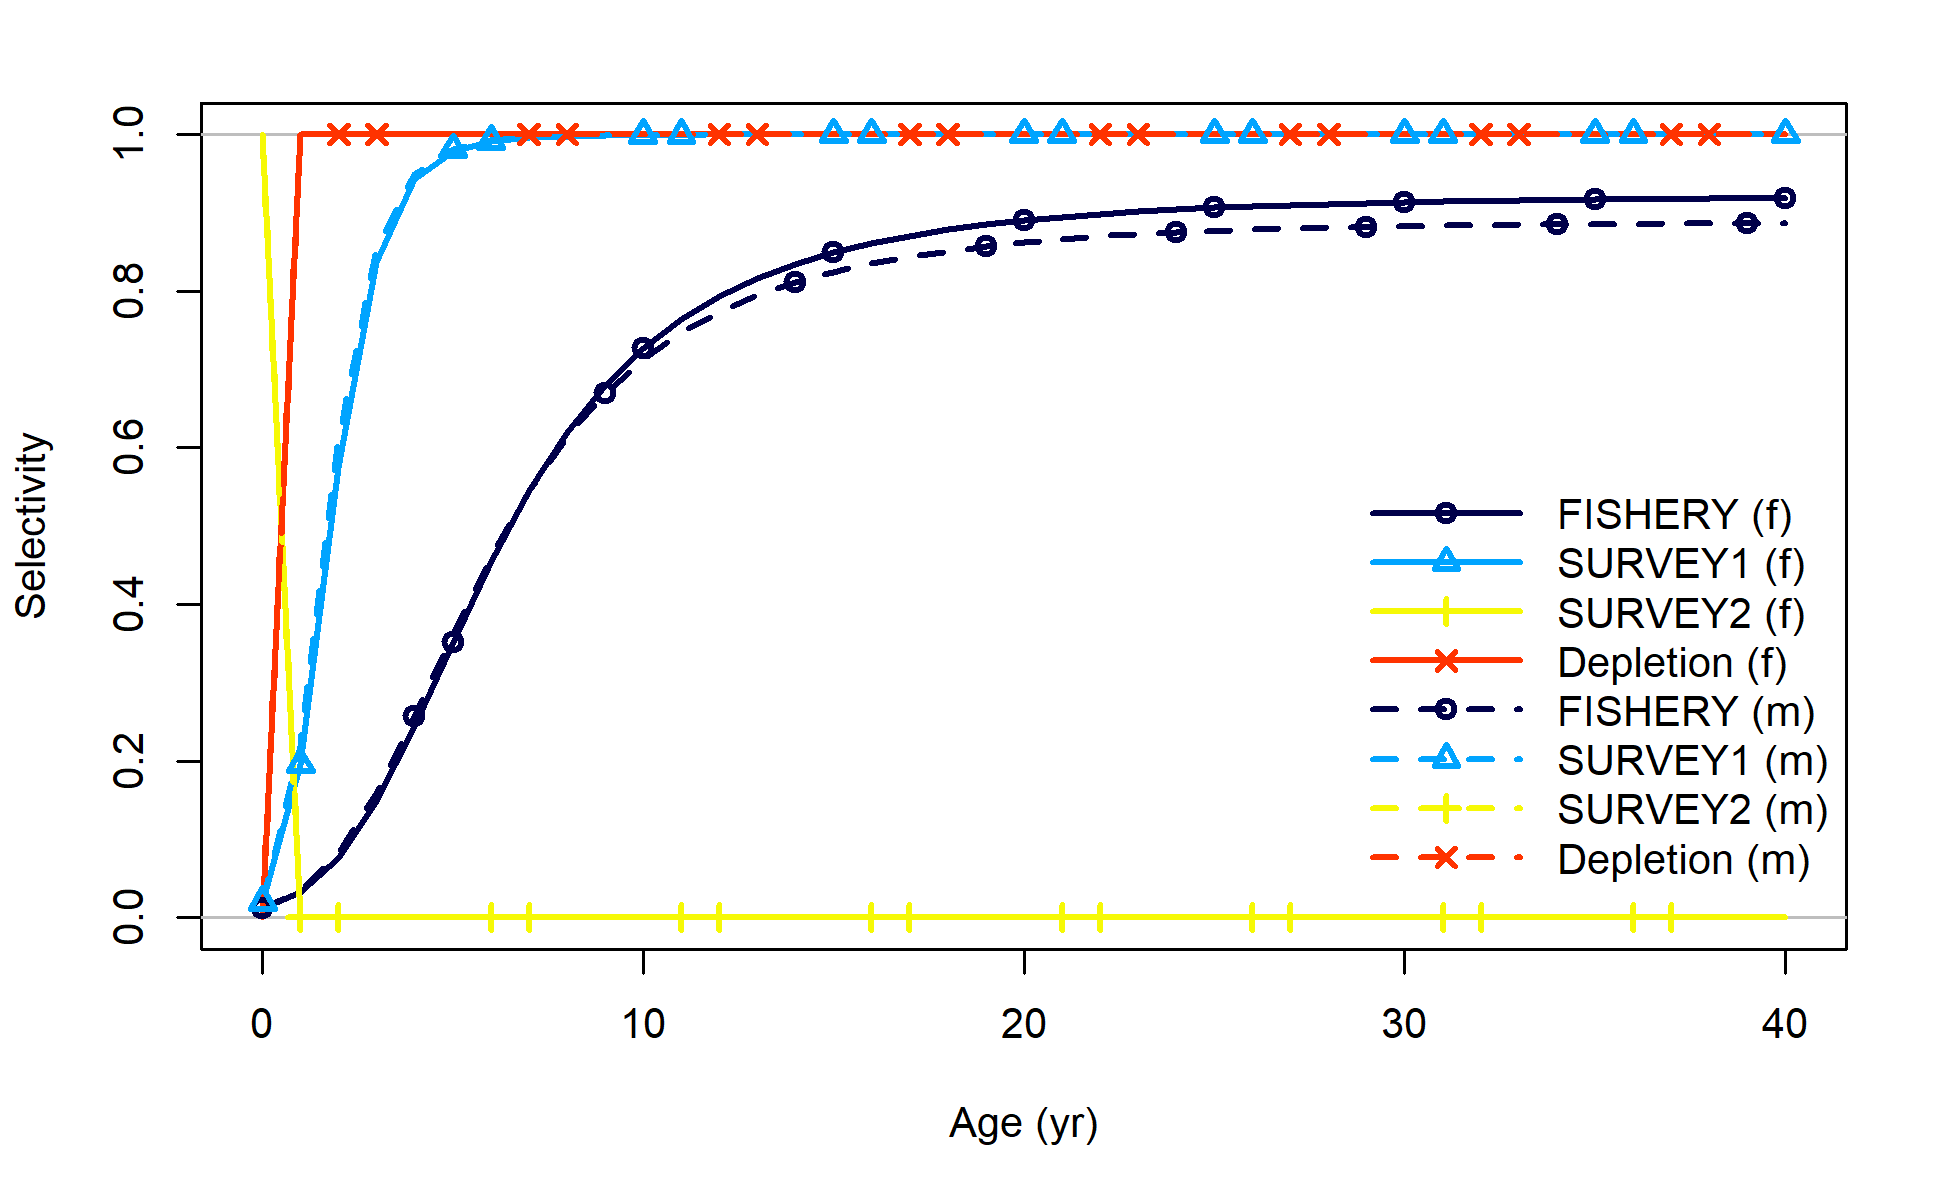 1.0
0.8
0.6
0.4
0.2
0.0
Selectivity
FISHERY (f)
SURVEY1 (f)
SURVEY2 (f)
Depletion (f)
FISHERY (m)
SURVEY1 (m)
SURVEY2 (m)
Depletion (m)
0 10 20 30 40
Age (yr)